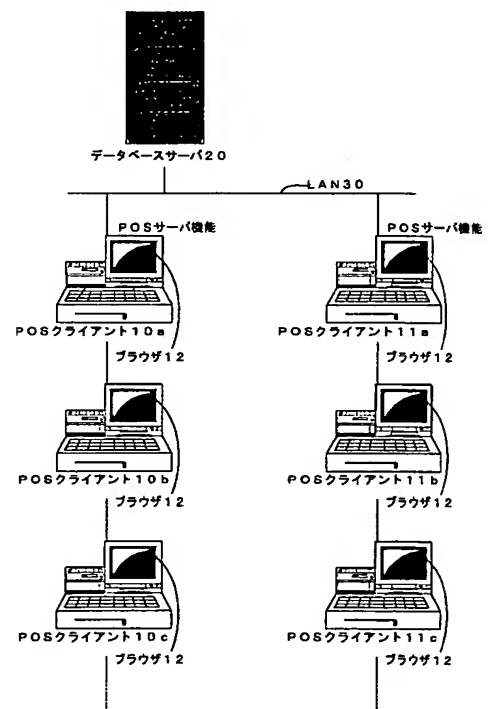 データベースサーバ20
LAN30
POSサーバ機能
POSサーバ機能
POSクライアント10a
POSクライアント11a
ブラウザ12
ブラウザ12
POSクライアント10b
POSクライアント11b
ブラウザ12
ブラウザ12
POSクライアント10c
POSクライアント11c
ブラウザ12
ブラウザ12